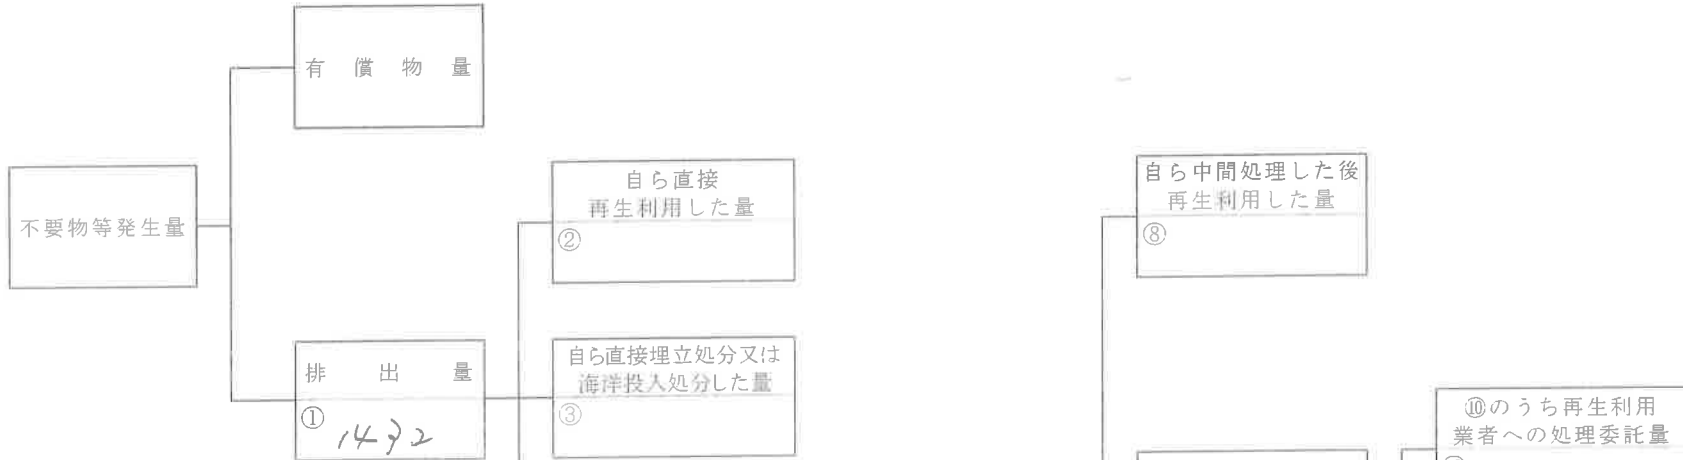 有償物量
不要物等発生量
自ら直接
再生利用した量
②
自ら中間処理した後
再生利用した量
⑧
排出量
①
1432
自ら直接埋立処分又は
海洋投入処分した量
③
⑩のうち再生利用
業者への処理委託量